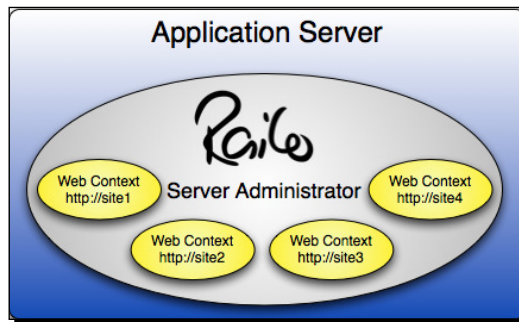 Application Server
Railo
Server Administrator
Web Context
http://site1
Web Context
http://site2
Web Context
http://site3
Web Context
http://site4